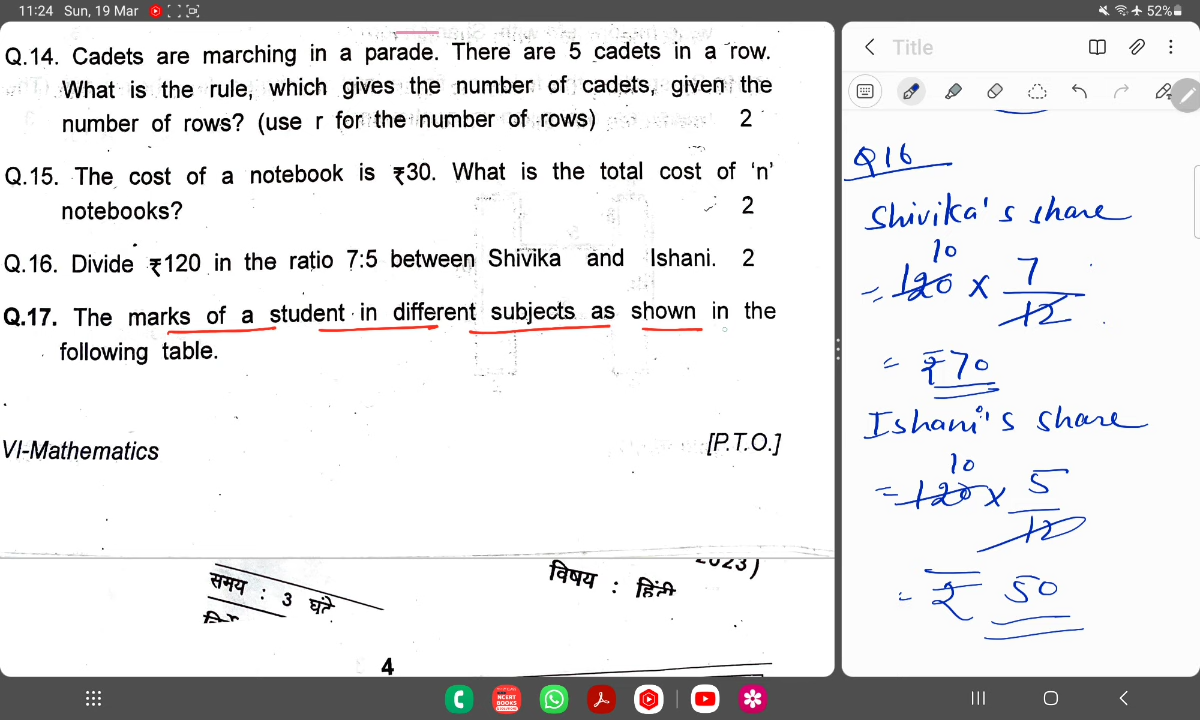 11:24 Sun, 19 Mar
52%
Q.14. Cadets are marching in a parade. There are 5 cadets in a row.
What is the rule, which gives the number of cadets, given the
number of rows? (use r for the number of rows) 2
Q.15. The cost of a notebook is ₹30. What is the total cost of 'n'
notebooks? 2
Q.16. Divide ₹120 in the ratio 7:5 between Shivika and Ishani. 2
Q.17. The marks of a student in different subjects as shown in the
following table.
VI-Mathematics [P.T.O.]
2023)
समय : 3 घंटे
विषय : हिंदी
4
Title
Q16
Shivika's share
10
= 120 × 7
12
= ₹70
Ishani's share
10
= 120 × 5
12
= ₹ 50
NCERT
BOOKS